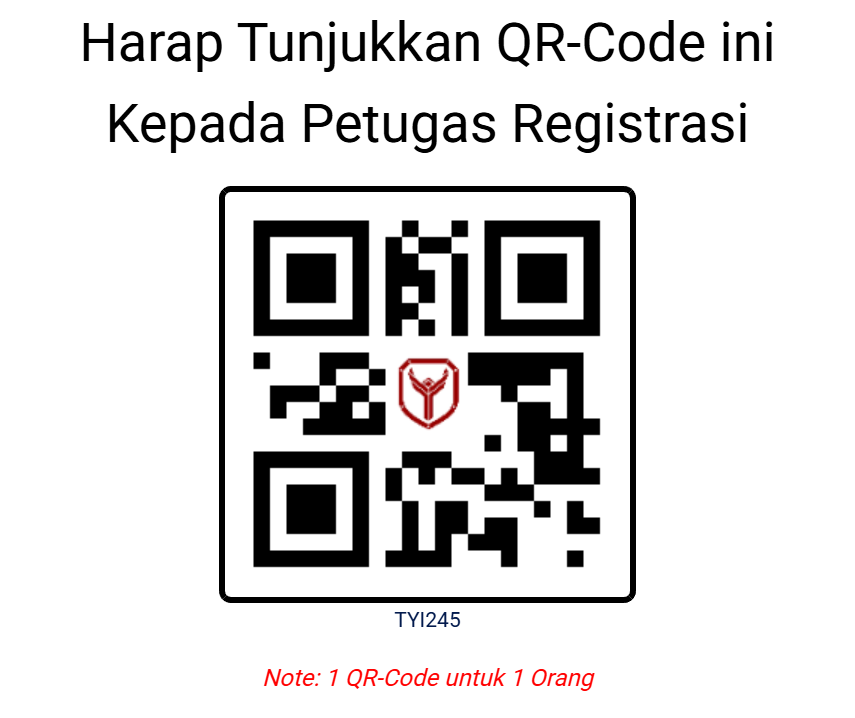 Harap Tunjukkan QR-Code ini
Kepada Petugas Registrasi
TYI245
Note: 1 QR-Code untuk 1 Orang